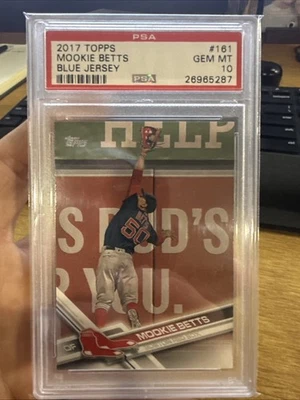 PSA
2017 TOPPS #161
MOOKIE BETTS GEM MT
BLUE JERSEY 10
PSA 26965287
Topps
HELP
S BUD'S
YOU.
50
OF MOOKIE BETTS